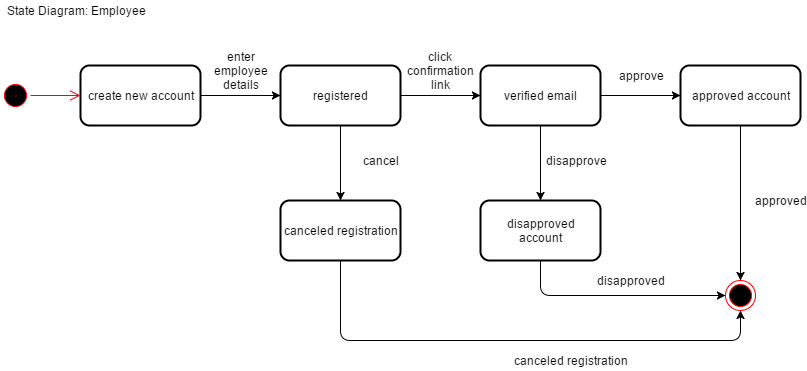 State Diagram: Employee
enter
employee
details
click
confirmation
link
approve
create new account
registered
verified email
approved account
cancel
disapprove
approved
canceled registration
disapproved
account
disapproved
canceled registration